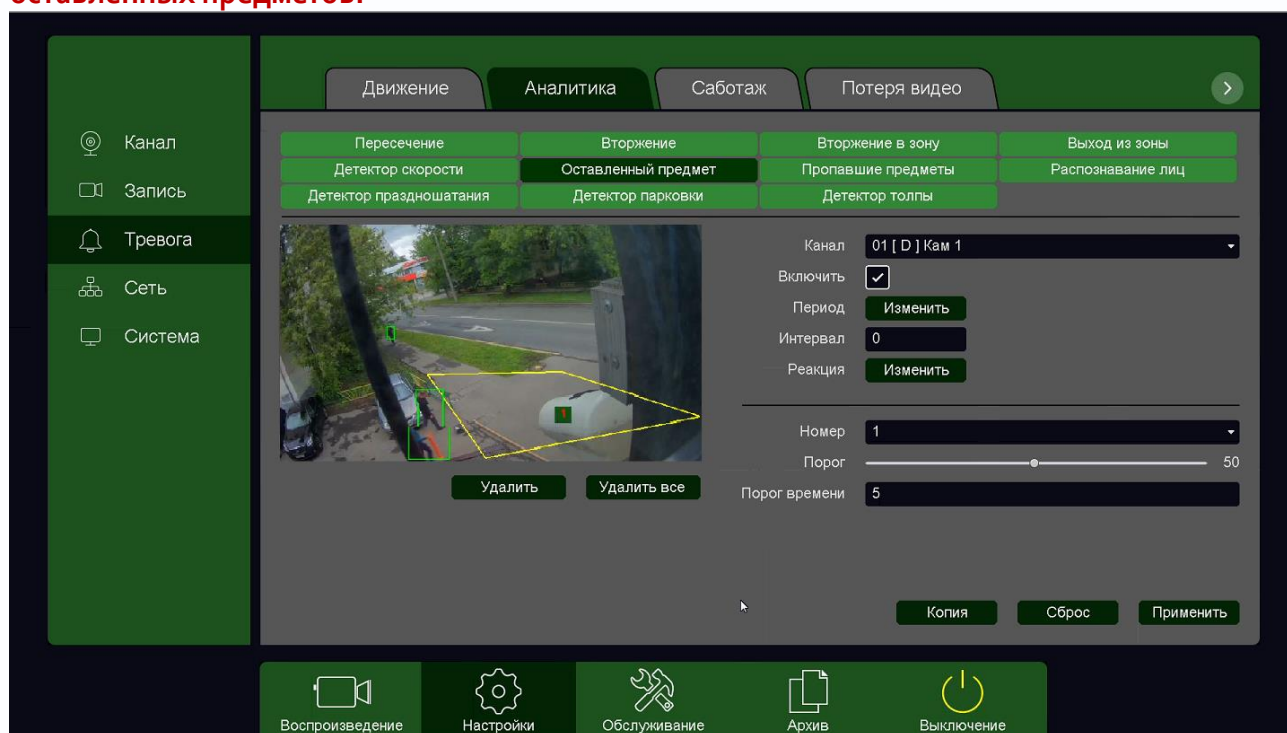 оставленных предметов.
Движение
Аналитика
Саботаж
Потеря видео
Канал
Запись
Тревога
Сеть
Система
Пересечение
Вторжение
Вторжение в зону
Выход из зоны
Детектор скорости
Оставленный предмет
Пропавшие предметы
Распознавание лиц
Детектор праздношатания
Детектор парковки
Детектор толпы
1
Удалить
Удалить все
Канал 01 [ D ] Кам 1
Включить
Период Изменить
Интервал 0
Реакция Изменить
Номер 1
Порог 50
Порог времени 5
Копия
Сброс
Применить
Воспроизведение
Настройки
Обслуживание
Архив
Выключение